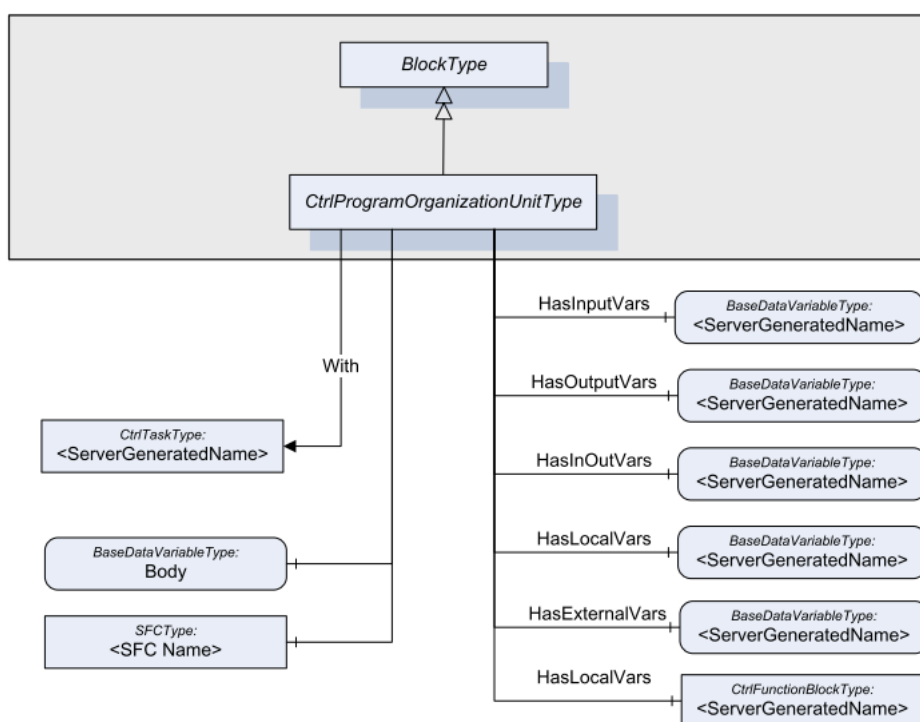 BlockType
CtrlProgramOrganizationUnitType
HasInputVars
BaseDataVariableType:
<ServerGeneratedName>
With
HasOutputVars
BaseDataVariableType:
<ServerGeneratedName>
CtrlTaskType:
<ServerGeneratedName>
HasInOutVars
BaseDataVariableType:
<ServerGeneratedName>
BaseDataVariableType:
Body
HasLocalVars
BaseDataVariableType:
<ServerGeneratedName>
SFCType:
<SFC Name>
HasExternalVars
BaseDataVariableType:
<ServerGeneratedName>
HasLocalVars
CtrlFunctionBlockType:
<ServerGeneratedName>